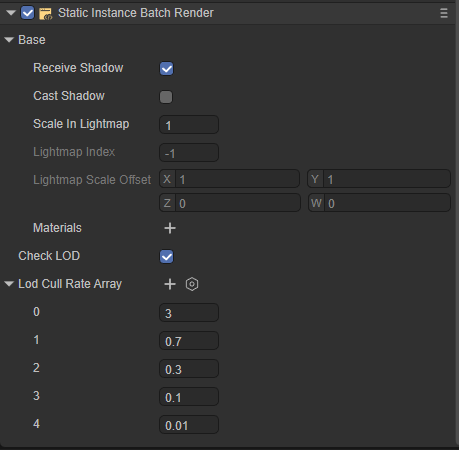 Static Instance Batch Render
Base
Receive Shadow
Cast Shadow
Scale In Lightmap 1
Lightmap Index -1
Lightmap Scale Offset X 1 Y 1
Z 0 W 0
Materials
Check LOD
Lod Cull Rate Array
0 3
1 0.7
2 0.3
3 0.1
4 0.01